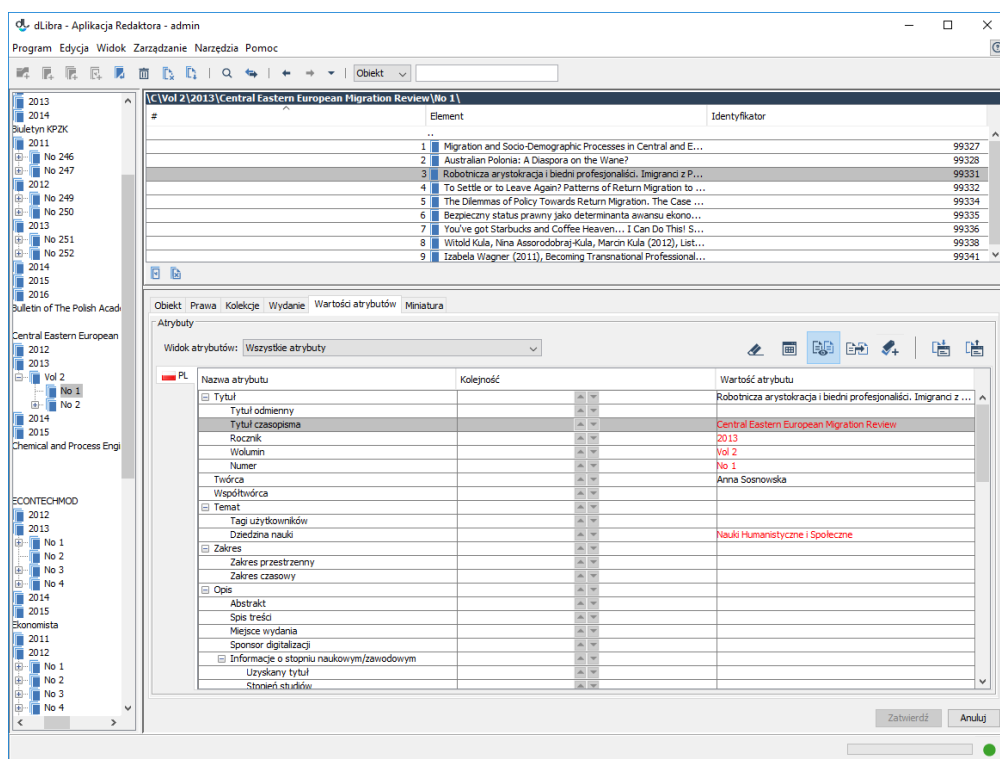 dLibra - Aplikacja Redaktora - admin
Program Edycja Widok Zarządzanie Narzędzia Pomoc
Obiekt
2013
2014
Biuletyn KPZK
2011
No 246
No 247
2012
No 249
No 250
2013
No 251
No 252
2014
2015
2016
Bulletin of The Polish Acade
Central Eastern European
2012
2013
Vol 2
No 1
No 2
2014
2015
Chemical and Process Engi
ECONTECHMOD
2012
2013
No 1
No 2
No 3
No 4
2014
2015
Ekonomista
2011
2012
No 1
No 2
No 3
No 4
\C\Vol 2\2013\Central Eastern European Migration Review\No 1\
# Element Identyfikator
..
1 Migration and Socio-Demographic Processes in Central and E... 99327
2 Australian Polonia: A Diaspora on the Wane? 99328
3 Robotnicza arystokracja i biedni profesjonaliści. Imigranci z P... 99331
4 To Settle or to Leave Again? Patterns of Return Migration to ... 99332
5 The Dilemmas of Policy Towards Return Migration. The Case ... 99334
6 Bezpieczny status prawny jako determinanta awansu ekono... 99335
7 You've got Starbucks and Coffee Heaven... I Can Do This! S... 99336
8 Witold Kula, Nina Assorodobraj-Kula, Marcin Kula (2012), List... 99338
9 Izabela Wagner (2011), Becoming Transnational Professional... 99341
Obiekt Prawa Kolekcje Wydanie Wartości atrybutów Miniatura
Atrybuty
Widok atrybutów: Wszystkie atrybuty
PL
Nazwa atrybutu Kolejność Wartość atrybutu
Tytuł Robotnicza arystokracja i biedni profesjonaliści. Imigranci z ...
Tytuł odmienny
Tytuł czasopisma Central Eastern European Migration Review
Rocznik 2013
Wolumin Vol 2
Numer No 1
Twórca Anna Sosnowska
Współtwórca
Temat
Tagi użytkowników
Dziedzina nauki Nauki Humanistyczne i Społeczne
Zakres
Zakres przestrzenny
Zakres czasowy
Opis
Abstrakt
Spis treści
Miejsce wydania
Sponsor digitalizacji
Informacje o stopniu naukowym/zawodowym
Uzyskany tytuł
Stopień studiów
Zatwierdź Anuluj